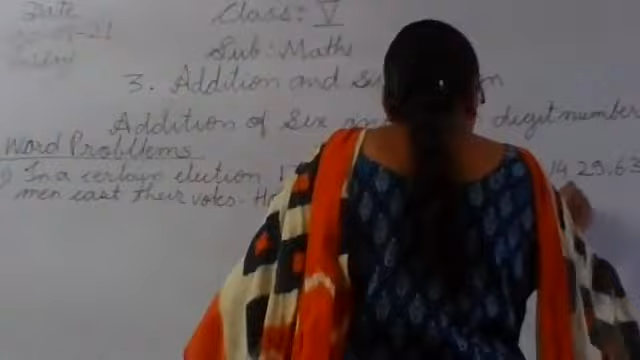 Date
Class: V
Sub: Maths
3. Addition and
Addition of Six digit number
Word Problems
In a certain election 14 29,63
men cast their votes.